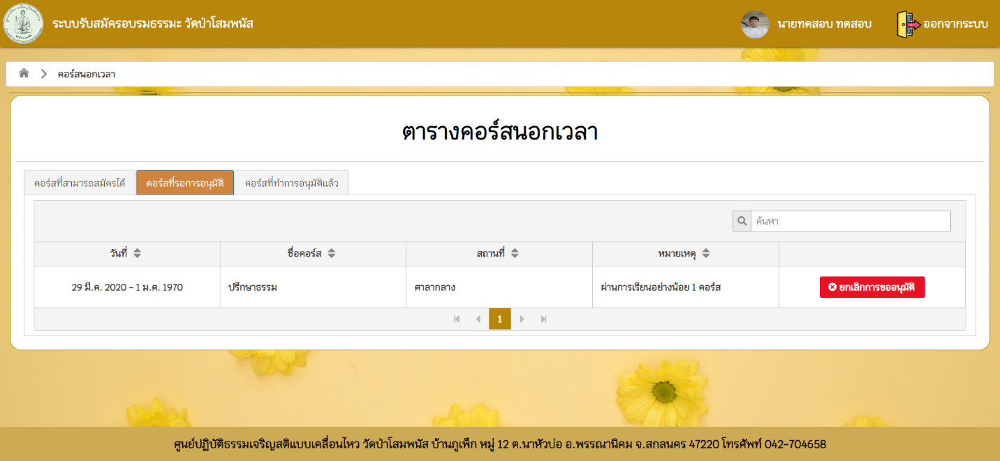 ระบบรับสมัครอบรมธรรมะ วัดป่าโสมพนัส
นายทดสอบ ทดสอบ
ออกจากระบบ
คอร์สนอกเวลา
ตารางคอร์สนอกเวลา
คอร์สที่สามารถสมัครได้ คอร์สที่รอการอนุมัติ คอร์สที่ทำการอนุมัติแล้ว
ค้นหา
วันที่ ชื่อคอร์ส สถานที่ หมายเหตุ
29 มี.ค. 2020 - 1 ม.ค. 1970 ปรึกษาธรรม ศาลากลาง ผ่านการเรียนอย่างน้อย 1 คอร์ส ยกเลิกการขออนุมัติ
1
ศูนย์ปฏิบัติธรรมเจริญสติแบบเคลื่อนไหว วัดป่าโสมพนัส บ้านภูเพ็ก หมู่ 12 ต.นาหัวบ่อ อ.พรรณานิคม จ.สกลนคร 47220 โทรศัพท์ 042-704658